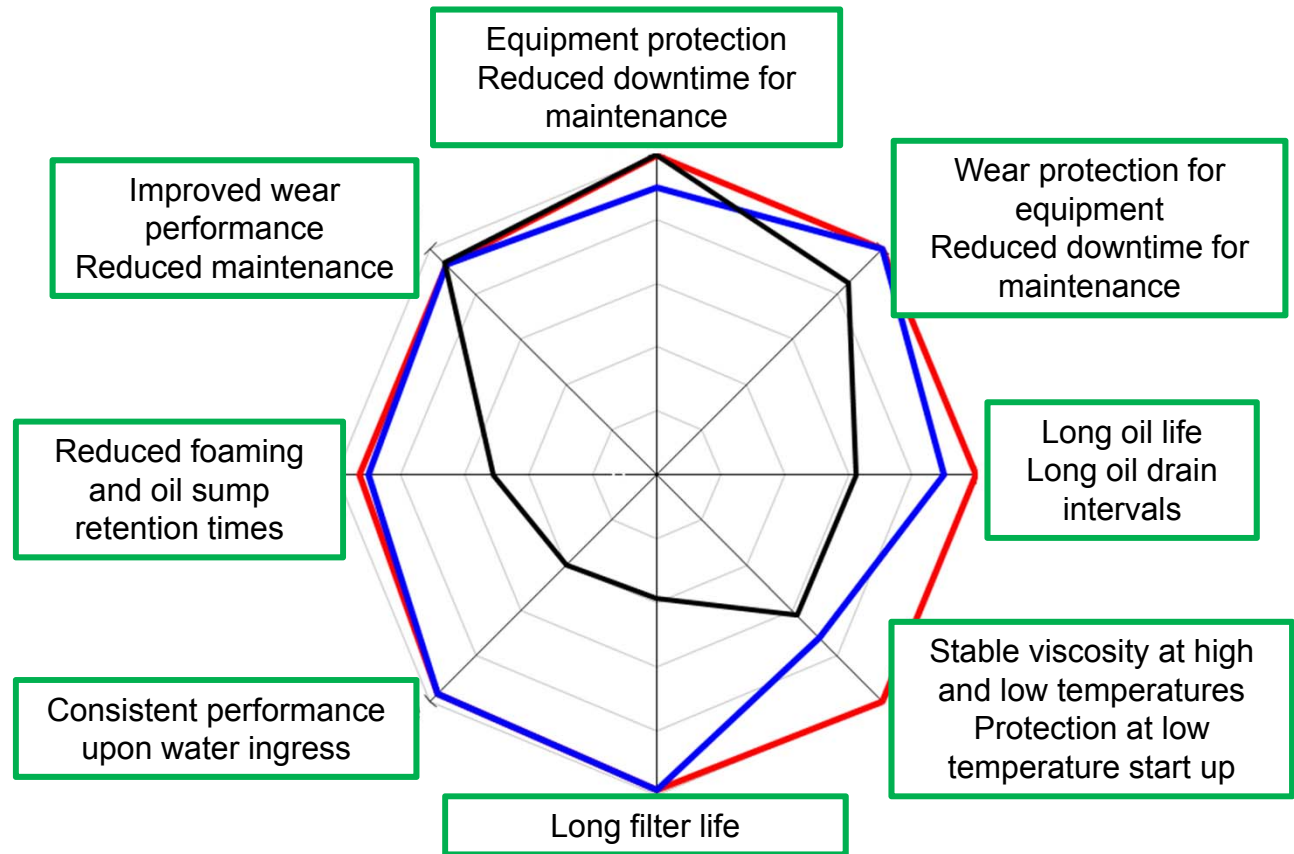 Equipment protection
Reduced downtime for
maintenance
Improved wear
performance
Reduced maintenance
Wear protection for
equipment
Reduced downtime for
maintenance
Reduced foaming
and oil sump
retention times
Long oil life
Long oil drain
intervals
Consistent performance
upon water ingress
Stable viscosity at high
and low temperatures
Protection at low
temperature start up
Long filter life